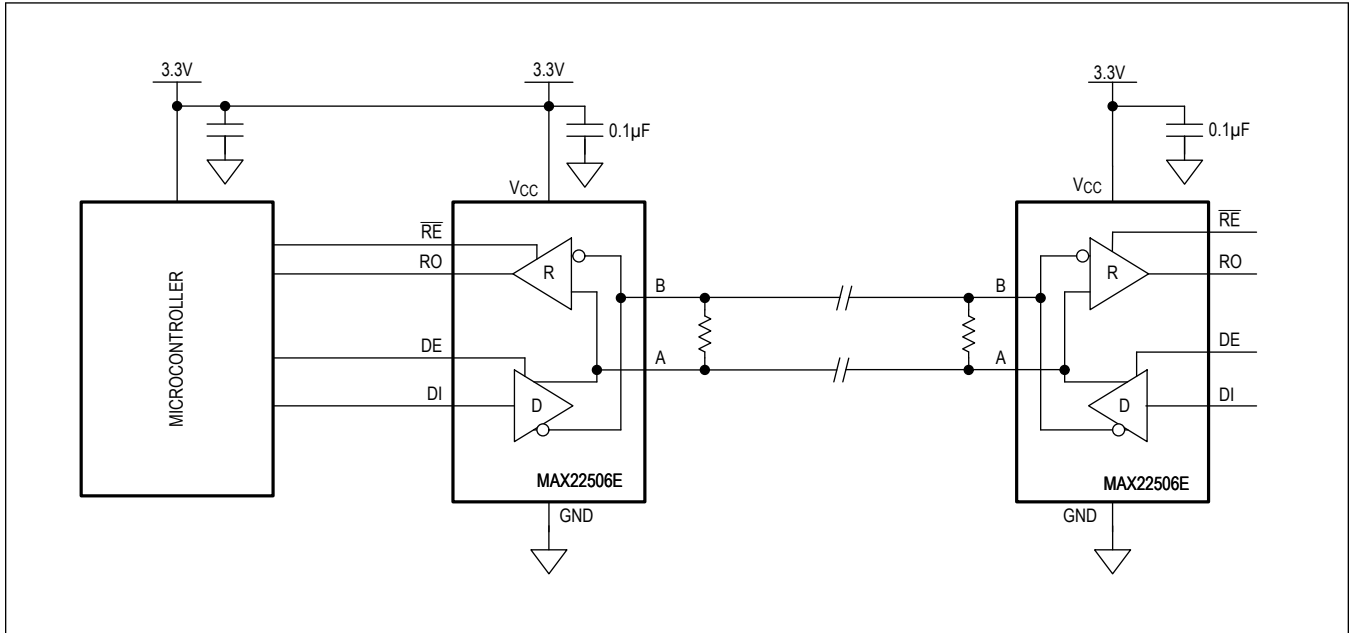 3.3V
3.3V
3.3V
0.1µF
0.1µF
VCC
VCC
MICROCONTROLLER
RE
RO
DE
DI
R
D
B
A
B
A
R
D
RE
RO
DE
DI
MAX22506E
MAX22506E
GND
GND